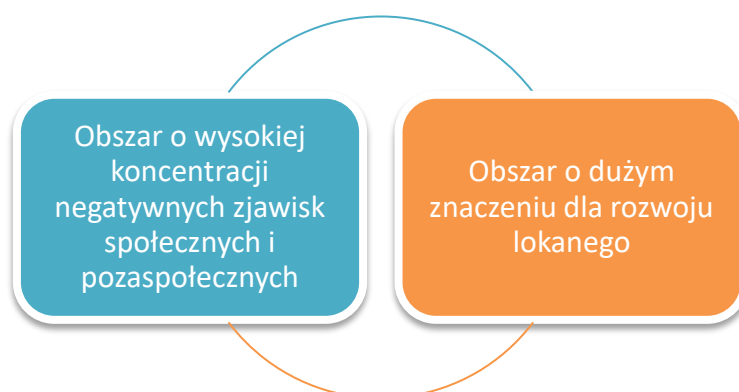 Obszar o wysokiej
koncentracji
negatywnych zjawisk
społecznych i
pozaspołecznych
Obszar o dużym
znaczeniu dla rozwoju
lokanego